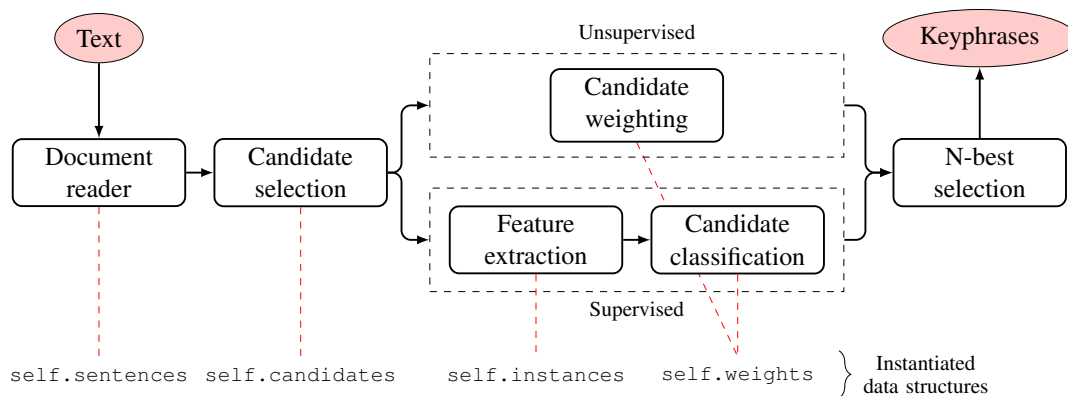 Text
Unsupervised
Keyphrases
Candidate
weighting
Document
reader
Candidate
selection
N-best
selection
Feature
extraction
Candidate
classification
Supervised
self.sentences
self.candidates
self.instances
self.weights
Instantiated
data structures